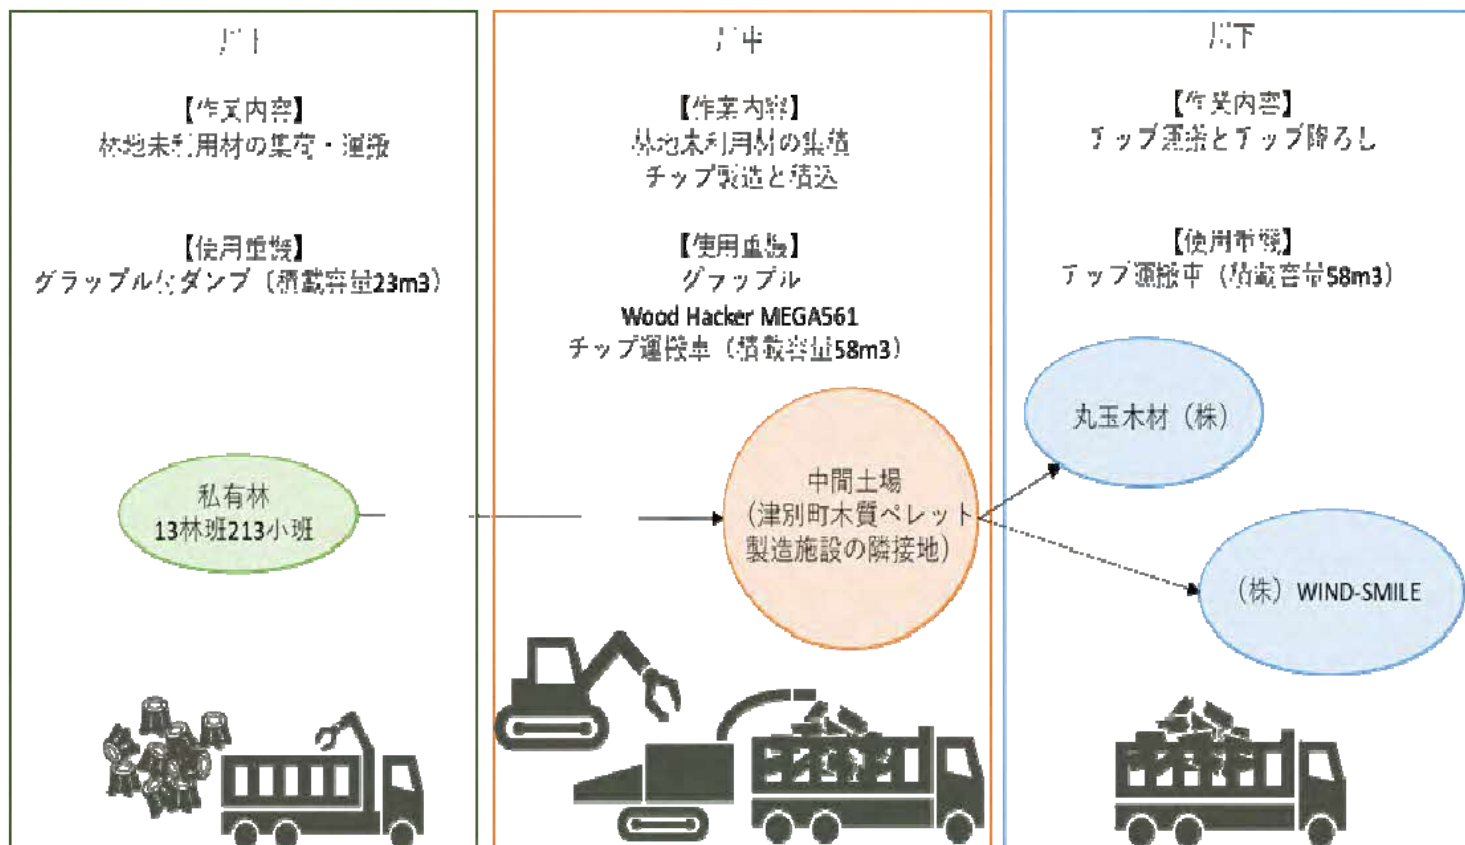 川上
【作業内容】
林地未利用材の集荷・運搬
【使用重機】
グラップル付ダンプ（積載容量23m3）
私有林
13林班213小班
川中
【作業内容】
林地未利用材の集積
チップ製造と積込
【使用重機】
グラップル
Wood Hacker MEGA561
チップ運搬車（積載容量58m3）
中間土場
（津別町木質ペレット
製造施設の隣接地）
川下
【作業内容】
チップ運搬とチップ降ろし
【使用重機】
チップ運搬車（積載容量58m3）
丸玉木材（株）
（株）WIND-SMILE